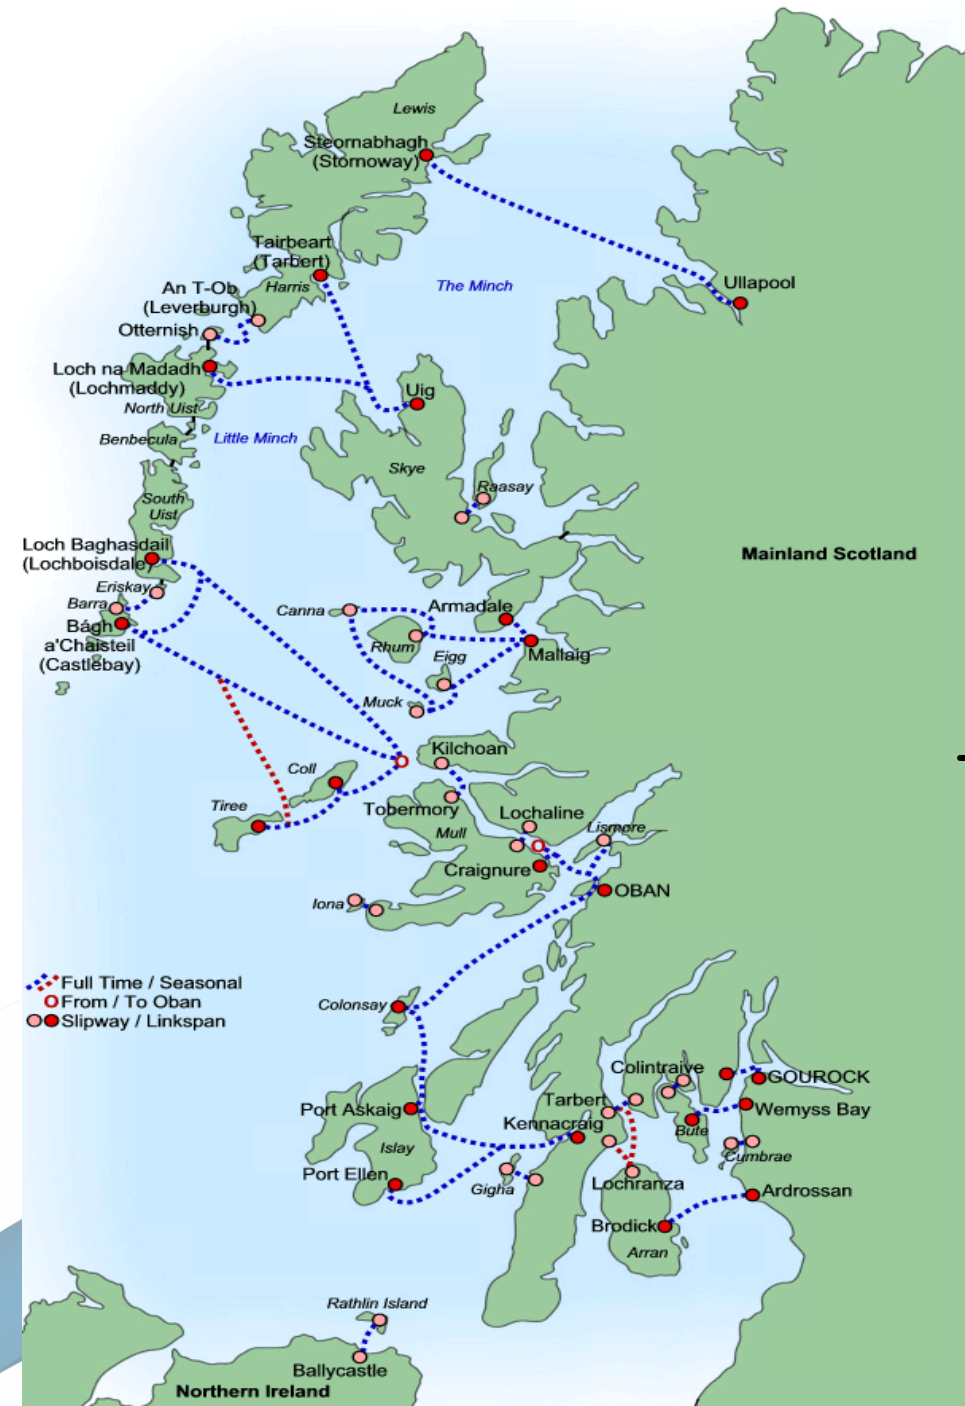 Lewis
Steornabhagh
(Stornoway)
Tairbeart
(Tarbert)
Harris
The Minch
Ullapool
An T-Ob
(Leverburgh)
Otternish
Loch na Madadh
(Lochmaddy)
North Uist
Uig
Benbecula
Little Minch
Skye
Raasay
South
Uist
Loch Baghasdail
(Lochboisdale)
Mainland Scotland
Eriskay
Barra
Bágh
a'Chaisteil
(Castlebay)
Canna
Armadale
Rhum
Mallaig
Eigg
Muck
Kilchoan
Coll
Tiree
Tobermory
Lochaline
Mull
Lismore
Craignure
OBAN
Iona
Full Time / Seasonal
From / To Oban
Slipway / Linkspan
Colonsay
Colintraive
GOUROCK
Port Askaig
Tarbert
Wemyss Bay
Kennacraig
Bute
Islay
Cumbrae
Port Ellen
Gigha
Lochranza
Ardrossan
Brodick
Arran
Rathlin Island
Ballycastle
Northern Ireland